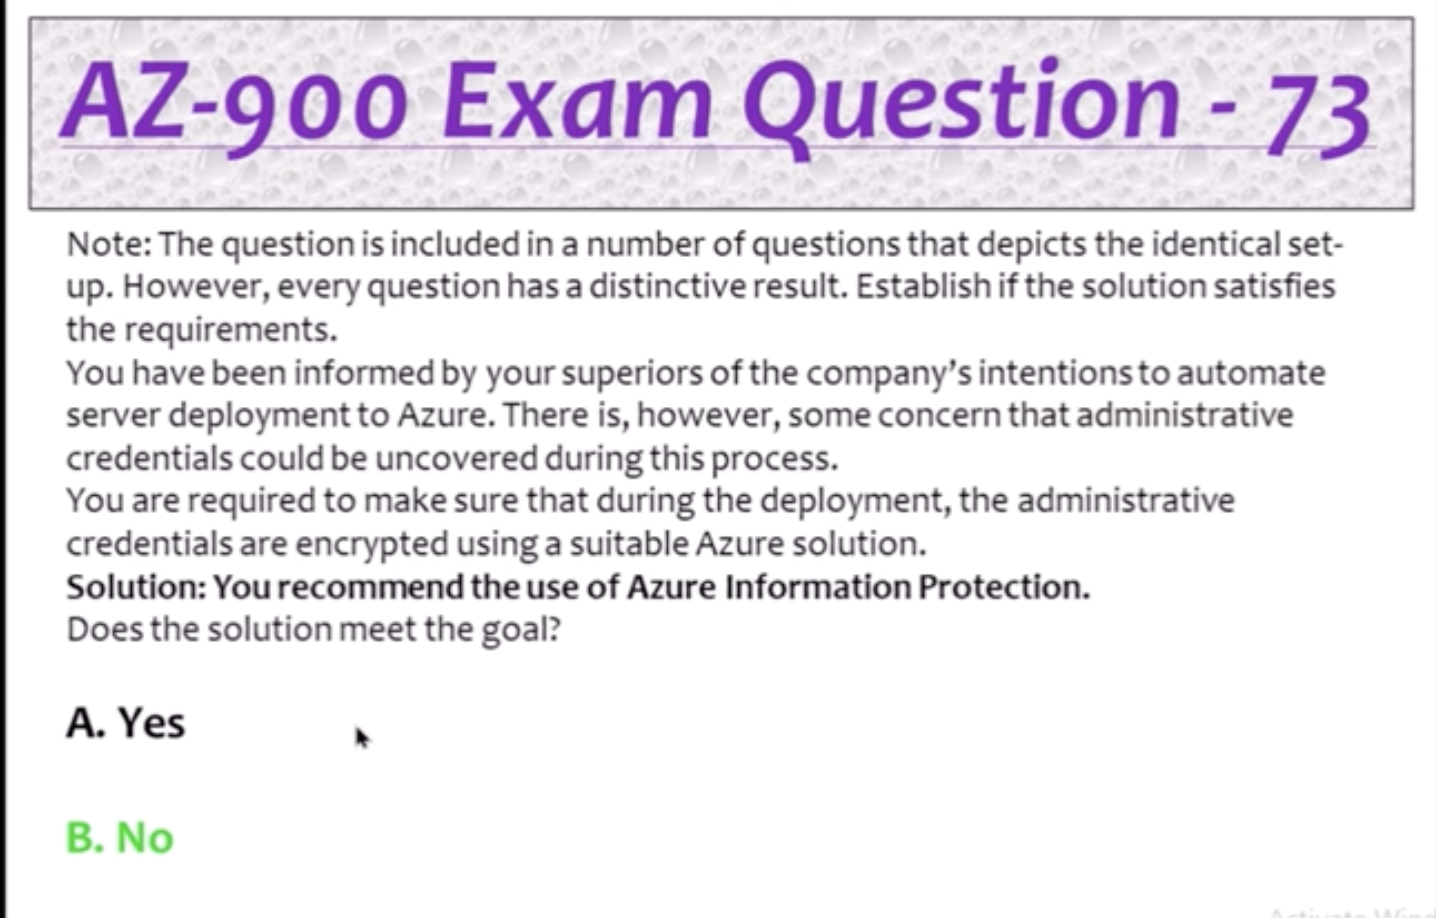 AZ-900 Exam Question - 73
Note: The question is included in a number of questions that depicts the identical set-
up. However, every question has a distinctive result. Establish if the solution satisfies
the requirements.
You have been informed by your superiors of the company's intentions to automate
server deployment to Azure. There is, however, some concern that administrative
credentials could be uncovered during this process.
You are required to make sure that during the deployment, the administrative
credentials are encrypted using a suitable Azure solution.
Solution: You recommend the use of Azure Information Protection.
Does the solution meet the goal?
A. Yes
B. No